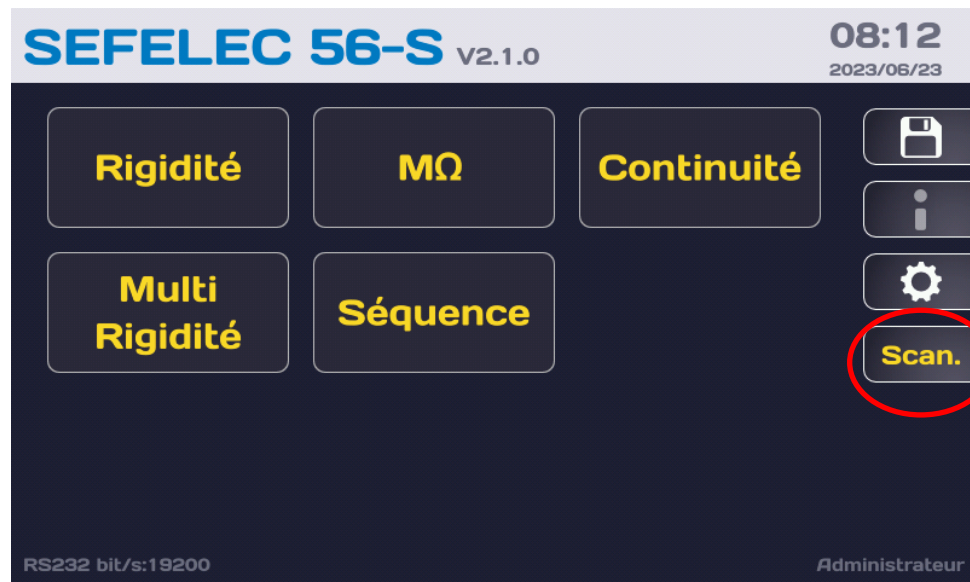 SEFELEC 56-S V2.1.0
08:12
2023/06/23
Rigidité
MΩ
Continuité
Multi
Rigidité
Séquence
Scan.
RS232 bit/s:19200
Administrateur